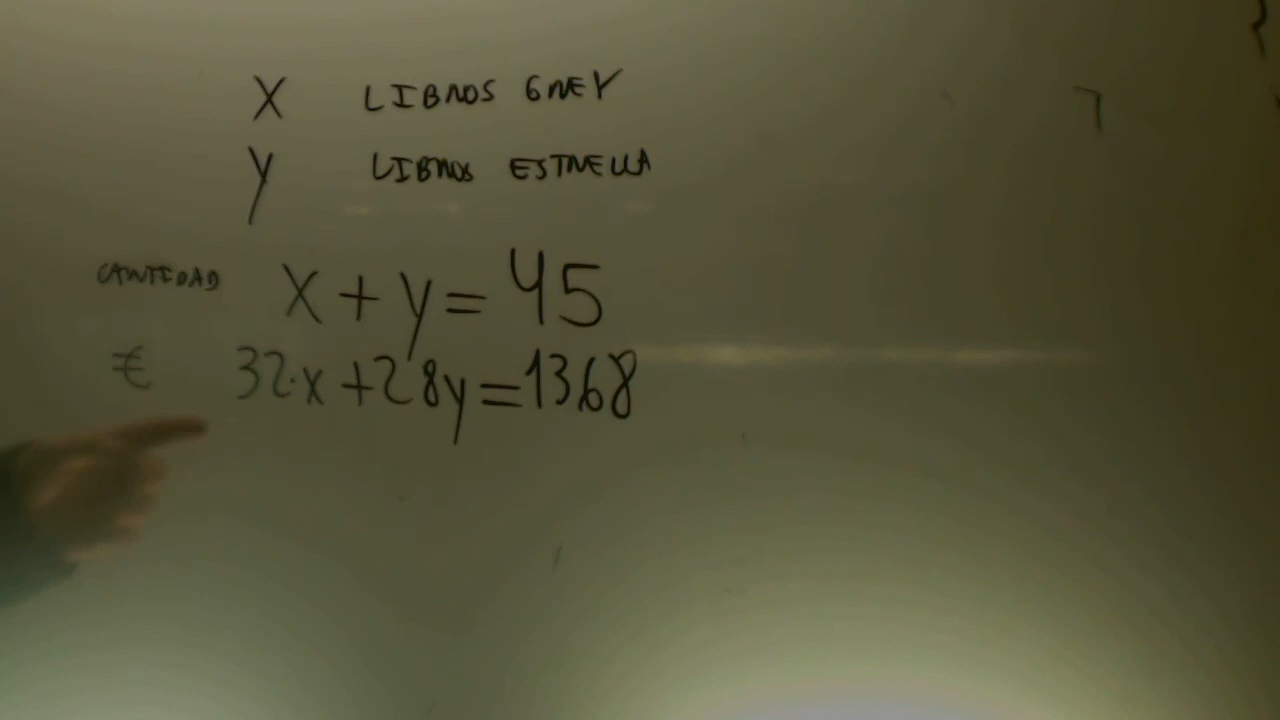 X LIBROS GREY
y LIBROS ESTRELLA
CANTIDAD X + y = 45
€ 32·x + 28y = 1368